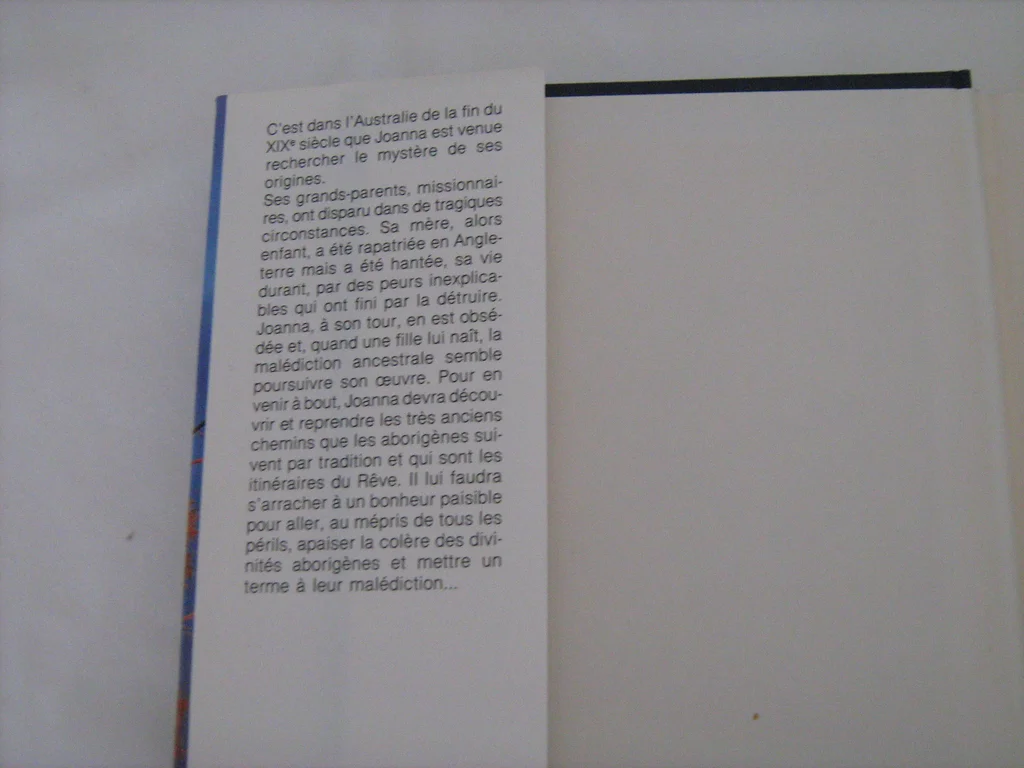 C'est dans l'Australie de la fin du
XIXe siècle que Joanna est venue
rechercher le mystère de ses
origines.
Ses grands-parents, missionnai-
res, ont disparu dans de tragiques
circonstances. Sa mère, alors
enfant, a été rapatriée en Angle-
terre mais a été hantée, sa vie
durant, par des peurs inexplica-
bles qui ont fini par la détruire.
Joanna, à son tour, en est obsé-
dée et, quand une fille lui naît, la
malédiction ancestrale semble
poursuivre son œuvre. Pour en
venir à bout, Joanna devra décou-
vrir et reprendre les très anciens
chemins que les aborigènes sui-
vent par tradition et qui sont les
itinéraires du Rêve. Il lui faudra
s'arracher à un bonheur paisible
pour aller, au mépris de tous les
périls, apaiser la colère des divi-
nités aborigènes et mettre un
terme à leur malédiction...